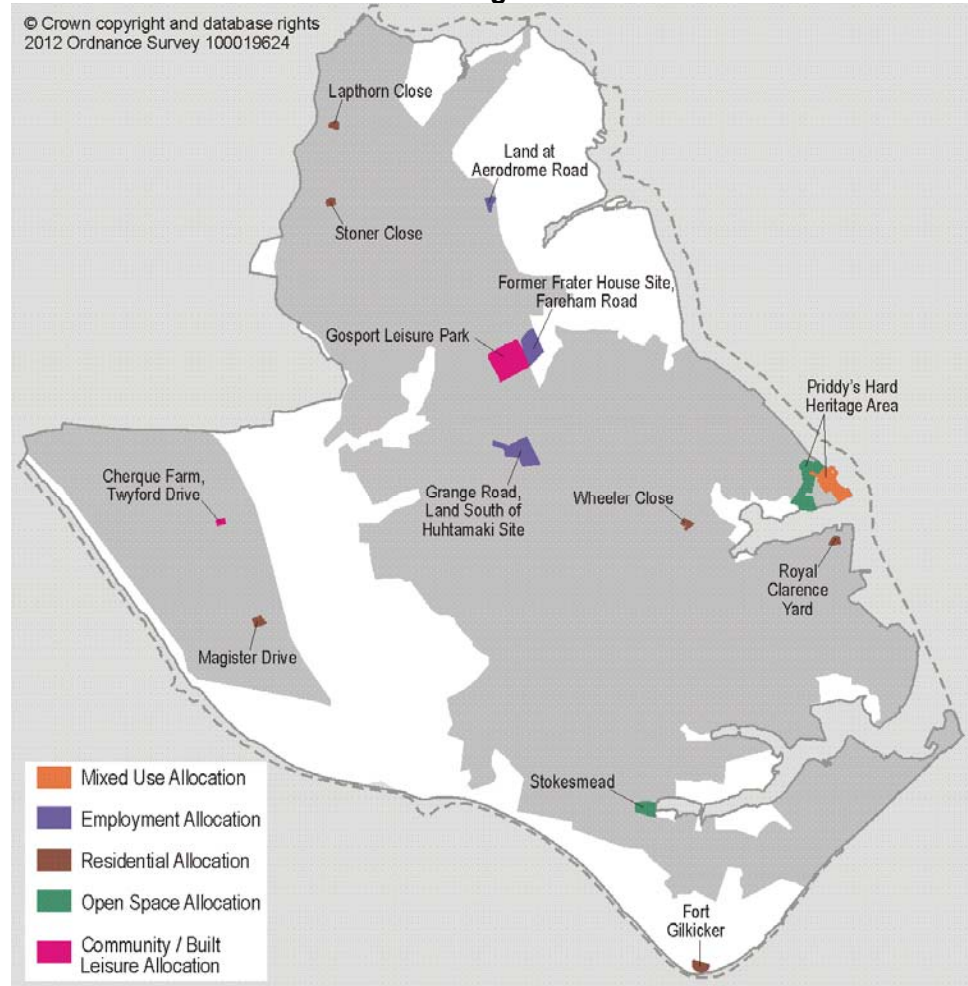 © Crown copyright and database rights
2012 Ordnance Survey 100019624
Lapthorn Close
Land at
Aerodrome Road
Stoner Close
Former Frater House Site,
Fareham Road
Gosport Leisure Park
Priddy's Hard
Heritage Area
Cherque Farm,
Twyford Drive
Grange Road,
Land South of
Huhtamaki Site
Wheeler Close
Royal
Clarence
Yard
Magister Drive
Stokesmead
Fort
Gilkicker
Mixed Use Allocation
Employment Allocation
Residential Allocation
Open Space Allocation
Community / Built
Leisure Allocation